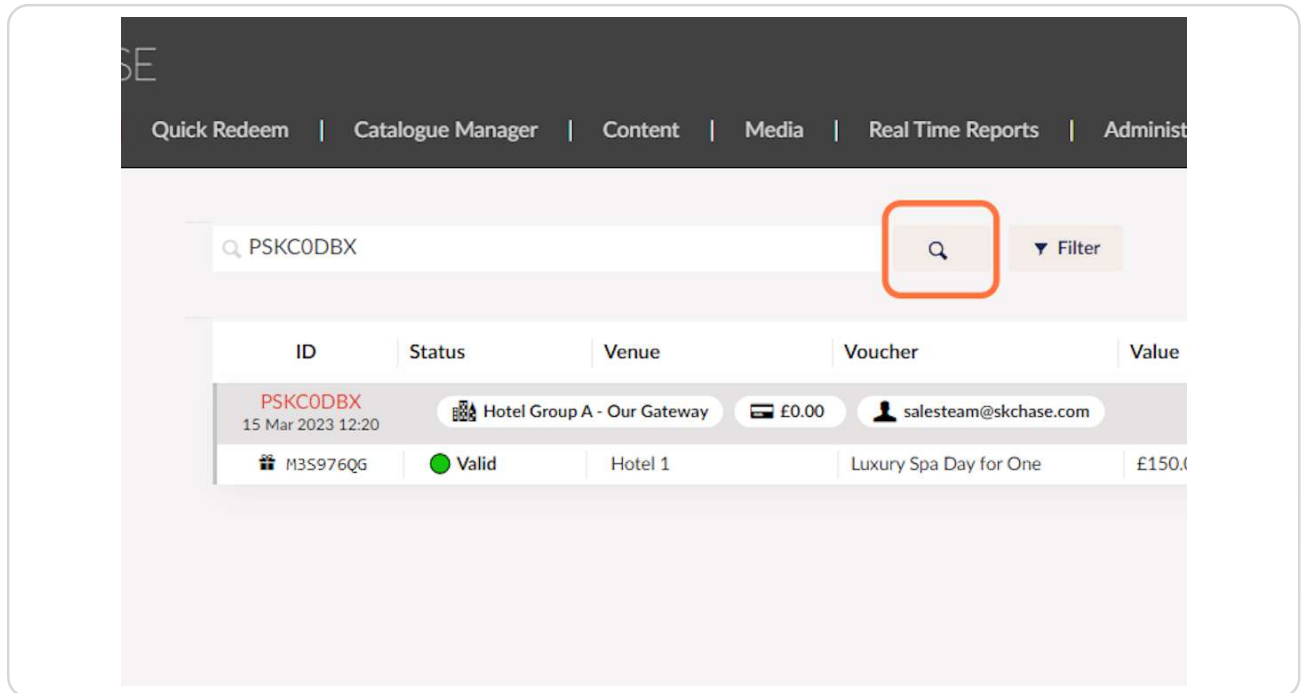 SE
Quick Redeem | Catalogue Manager | Content | Media | Real Time Reports | Administ
PSKC0DBX
Filter
ID Status Venue Voucher Value
PSKC0DBX
15 Mar 2023 12:20
Hotel Group A - Our Gateway £0.00 salesteam@skchase.com
M3S976QG Valid Hotel 1 Luxury Spa Day for One £150.0